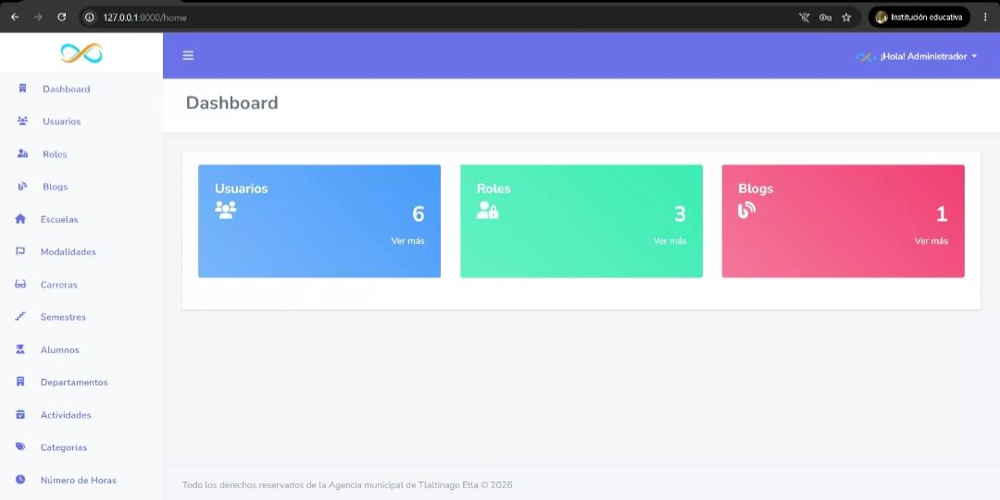 127.0.0.1:8000/home
Institución educativa
¡Hola! Administrador
Dashboard
Usuarios
Roles
Blogs
Escuelas
Modalidades
Carreras
Semestres
Alumnos
Departamentos
Actividades
Categorias
Número de Horas
Dashboard
Usuarios
6
Ver más
Roles
3
Ver más
Blogs
1
Ver más
Todo los derechos reservados de la Agencia municipal de Tlaltinago Etla © 2026